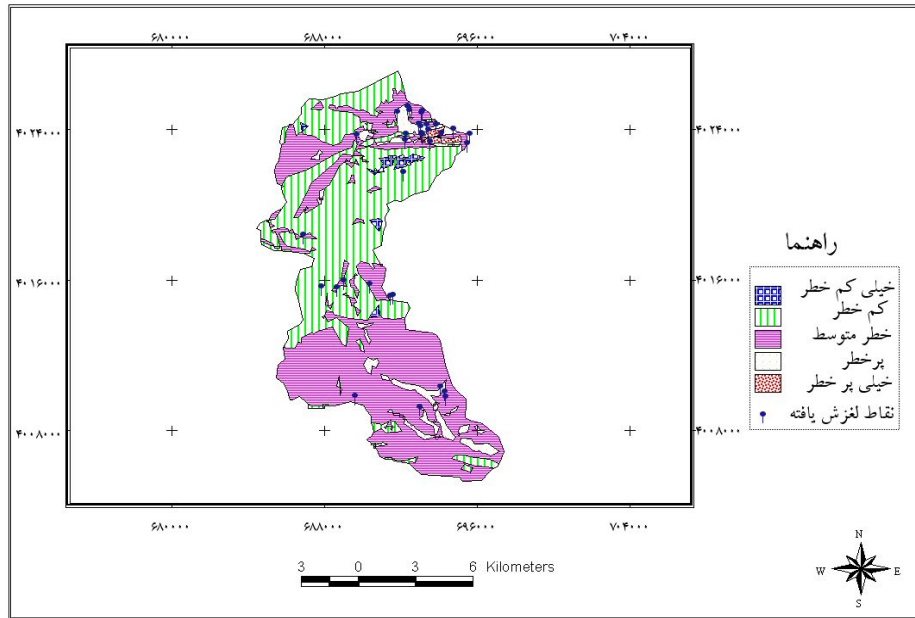 ۶۸۰۰۰۰ ۶۸۸۰۰۰ ۶۹۶۰۰۰ ۷۰۴۰۰۰
۴۰۲۴۰۰۰ ۴۰۲۴۰۰۰
راهنما
۴۰۱۶۰۰۰ ۴۰۱۶۰۰۰
خیلی کم خطر
کم خطر
خطر متوسط
پرخطر
خیلی پر خطر
نقاط لغزش یافته
۴۰۰۸۰۰۰ ۴۰۰۸۰۰۰
۶۸۰۰۰۰ ۶۸۸۰۰۰ ۶۹۶۰۰۰ ۷۰۴۰۰۰
3 0 3 6 Kilometers
N
W E
S